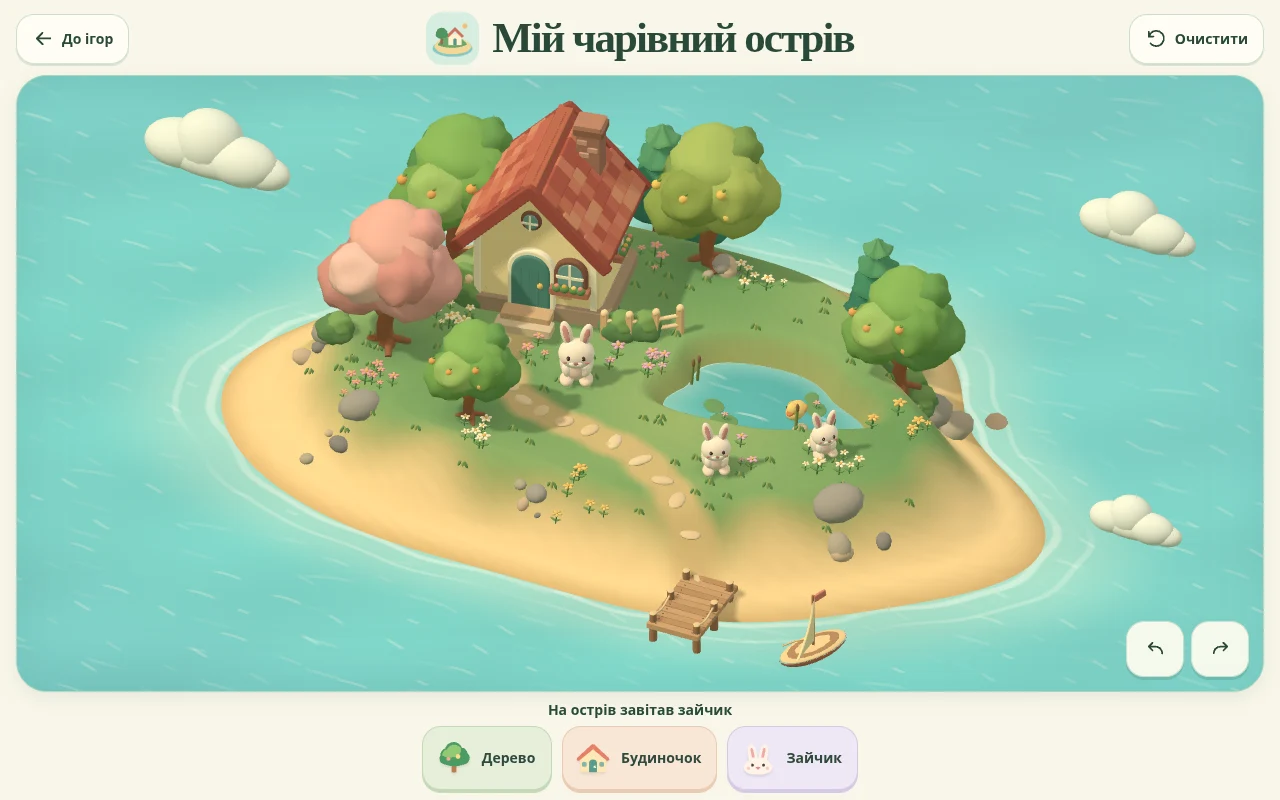 До ігор
Мій чарівний острів
Очистити
На острів завітав зайчик
Дерево
Будиночок
Зайчик